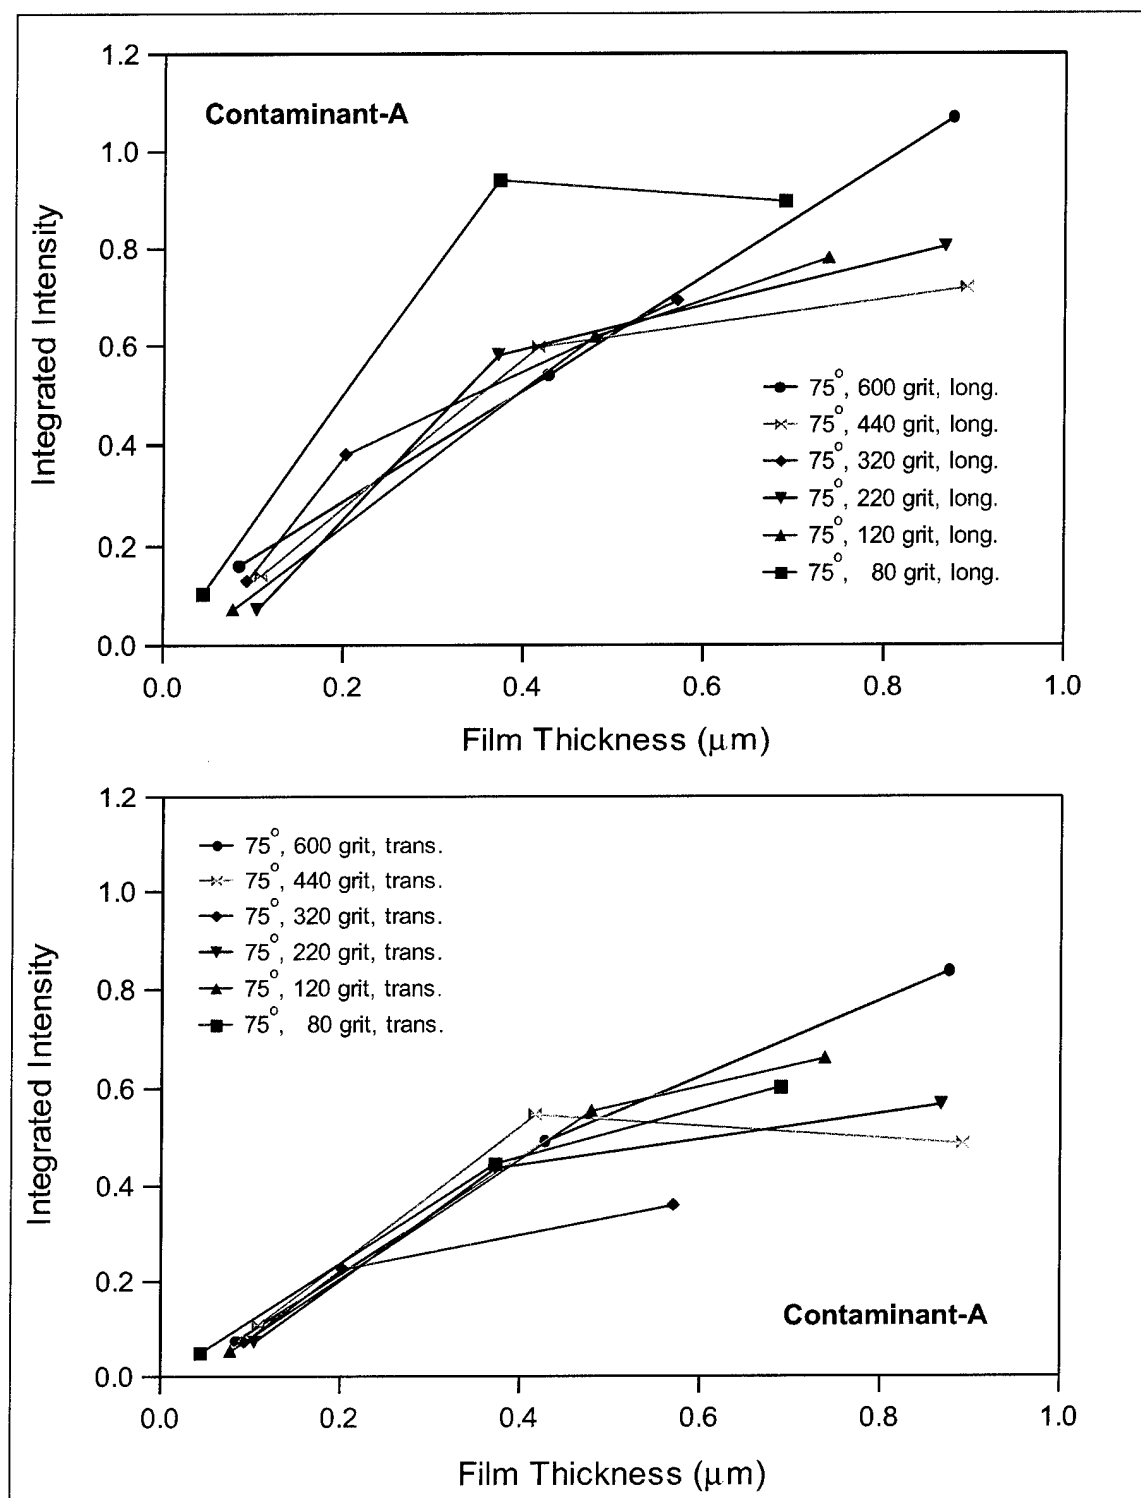 1.2
Contaminant-A
1.0
0.8
0.6
0.4
0.2
0.0
Integrated Intensity
75°, 600 grit, long.
75°, 440 grit, long.
75°, 320 grit, long.
75°, 220 grit, long.
75°, 120 grit, long.
75°, 80 grit, long.
0.0 0.2 0.4 0.6 0.8 1.0
Film Thickness (μm)
1.2
1.0
0.8
0.6
0.4
0.2
0.0
Integrated Intensity
75°, 600 grit, trans.
75°, 440 grit, trans.
75°, 320 grit, trans.
75°, 220 grit, trans.
75°, 120 grit, trans.
75°, 80 grit, trans.
Contaminant-A
0.0 0.2 0.4 0.6 0.8 1.0
Film Thickness (μm)